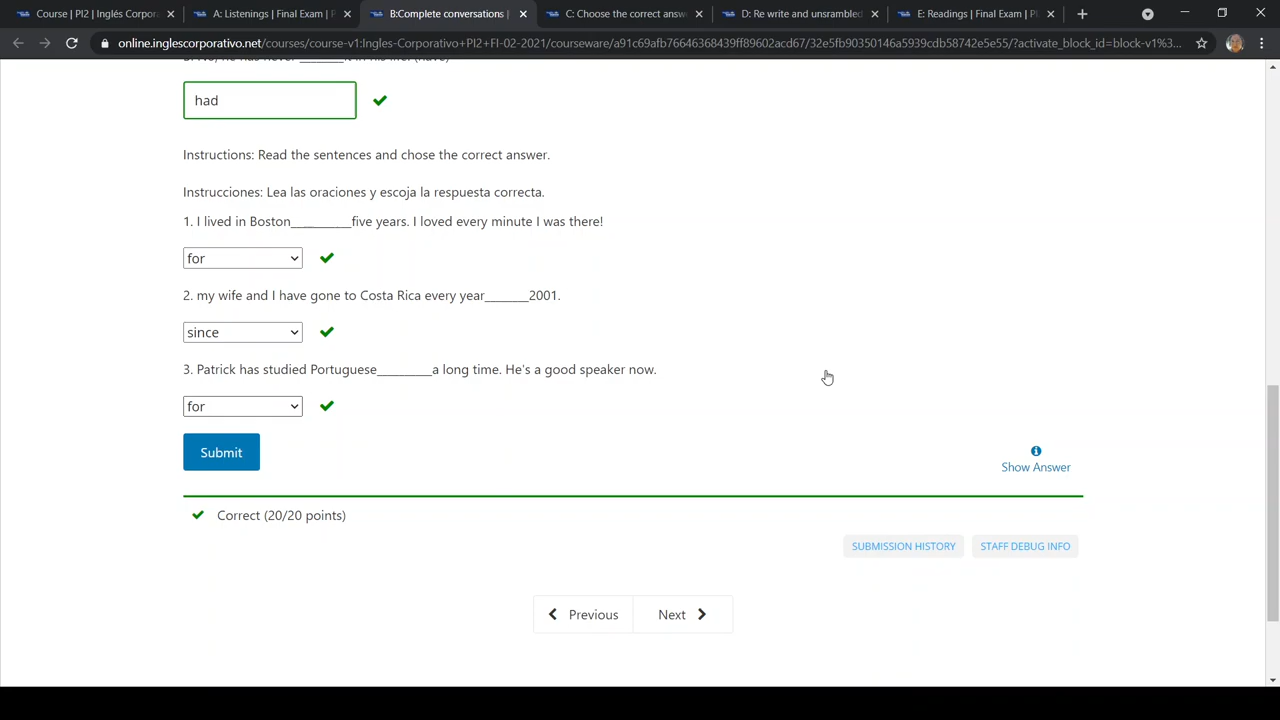 Course | PI2 | Inglés Corpora
A: Listenings | Final Exam | P
B:Complete conversations |
C: Choose the correct answ
D: Re write and unsrambled
E: Readings | Final Exam | PI
online.inglescorporativo.net/courses/course-v1:Ingles-Corporativo+PI2+FI-02-2021/courseware/a91c69afb76646368439ff89602acd67/32e5fb90350146a5939cdb58742e5e55/?activate_block_id=block-v1%3...
had
Instructions: Read the sentences and chose the correct answer.
Instrucciones: Lea las oraciones y escoja la respuesta correcta.
1. I lived in Boston__________five years. I loved every minute I was there!
for
2. my wife and I have gone to Costa Rica every year_______2001.
since
3. Patrick has studied Portuguese_________a long time. He's a good speaker now.
for
Submit
Show Answer
Correct (20/20 points)
SUBMISSION HISTORY
STAFF DEBUG INFO
Previous
Next